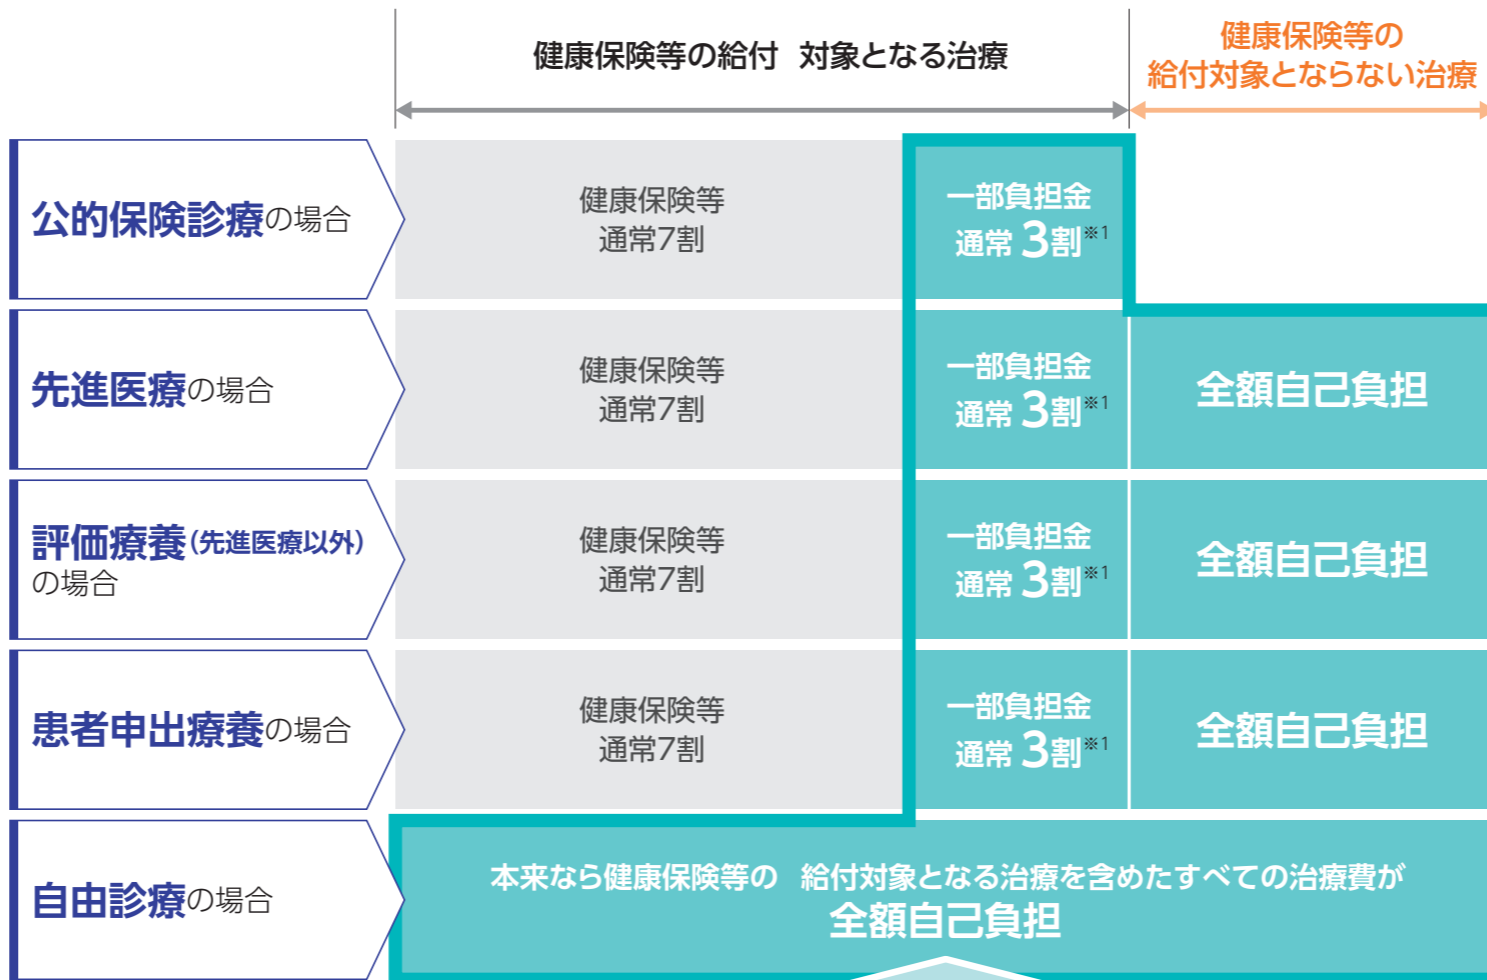 健康保険等の給付 対象となる治療
健康保険等の
給付対象とならない治療
公的保険診療の場合
健康保険等
通常7割
一部負担金
通常 3割※1
先進医療の場合
健康保険等
通常7割
一部負担金
通常 3割※1
全額自己負担
評価療養(先進医療以外)
の場合
健康保険等
通常7割
一部負担金
通常 3割※1
全額自己負担
患者申出療養の場合
健康保険等
通常7割
一部負担金
通常 3割※1
全額自己負担
自由診療の場合
本来なら健康保険等の 給付対象となる治療を含めたすべての治療費が
全額自己負担